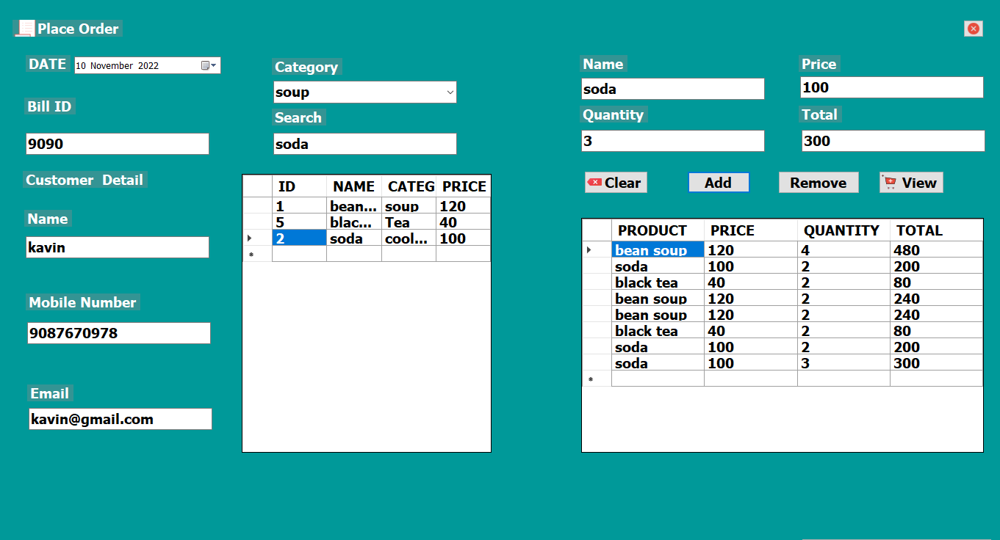 Place Order
DATE
10 November 2022
Bill ID
9090
Customer Detail
Name
kavin
Mobile Number
9087670978
Email
kavin@gmail.com
Category
soup
Search
soda
ID NAME CATEG PRICE
1 bean... soup 120
5 blac... Tea 40
2 soda cool... 100
Name
soda
Price
100
Quantity
3
Total
300
Clear Add Remove View
PRODUCT PRICE QUANTITY TOTAL
bean soup 120 4 480
soda 100 2 200
black tea 40 2 80
bean soup 120 2 240
bean soup 120 2 240
black tea 40 2 80
soda 100 2 200
soda 100 3 300